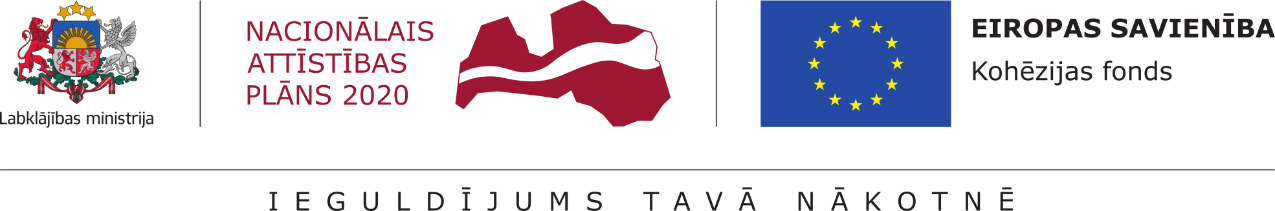 Labklājības ministrija
NACIONĀLAIS
ATTĪSTĪBAS
PLĀNS 2020
EIROPAS SAVIENĪBA
Kohēzijas fonds
IEGULDĪJUMS TAVĀ NĀKOTNĒ